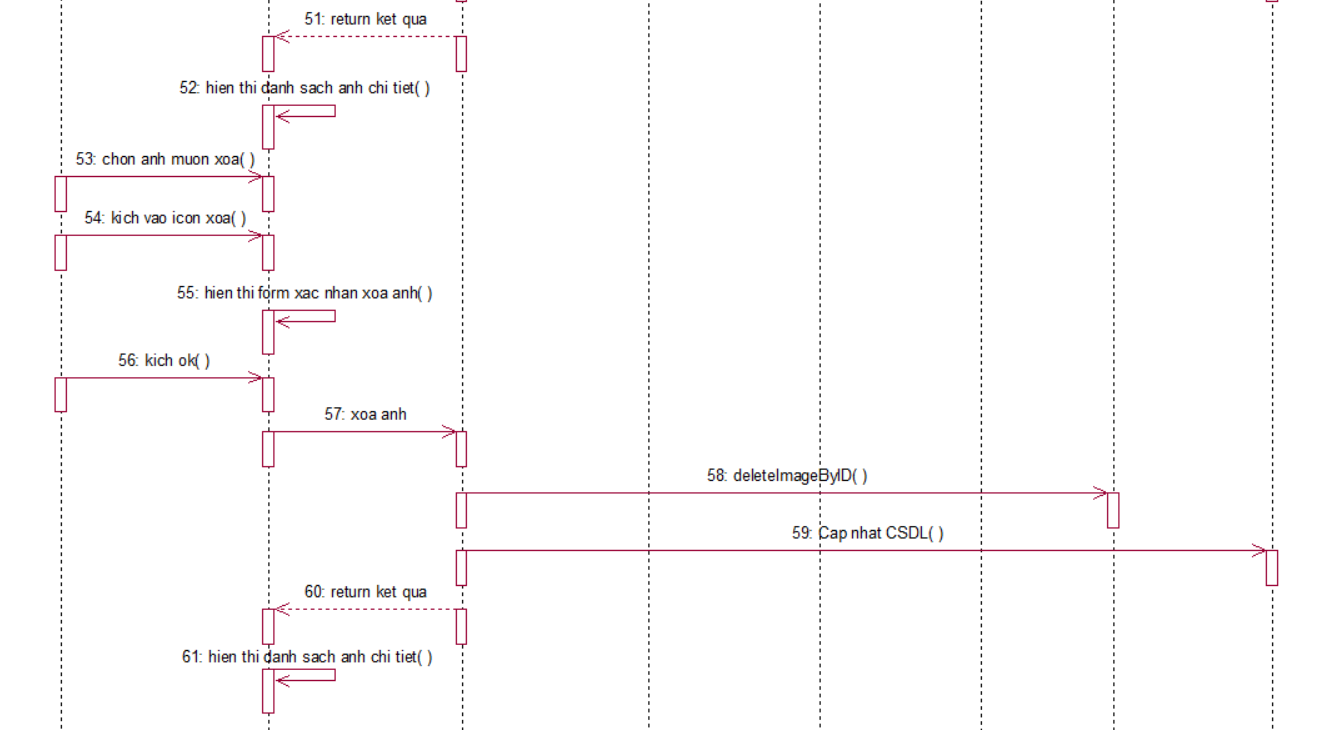 51: return ket qua
52: hien thi danh sach anh chi tiet( )
53: chon anh muon xoa( )
54: kich vao icon xoa( )
55: hien thi form xac nhan xoa anh( )
56: kich ok( )
57: xoa anh
58: deleteImageByID( )
59: Cap nhat CSDL( )
60: return ket qua
61: hien thi danh sach anh chi tiet( )